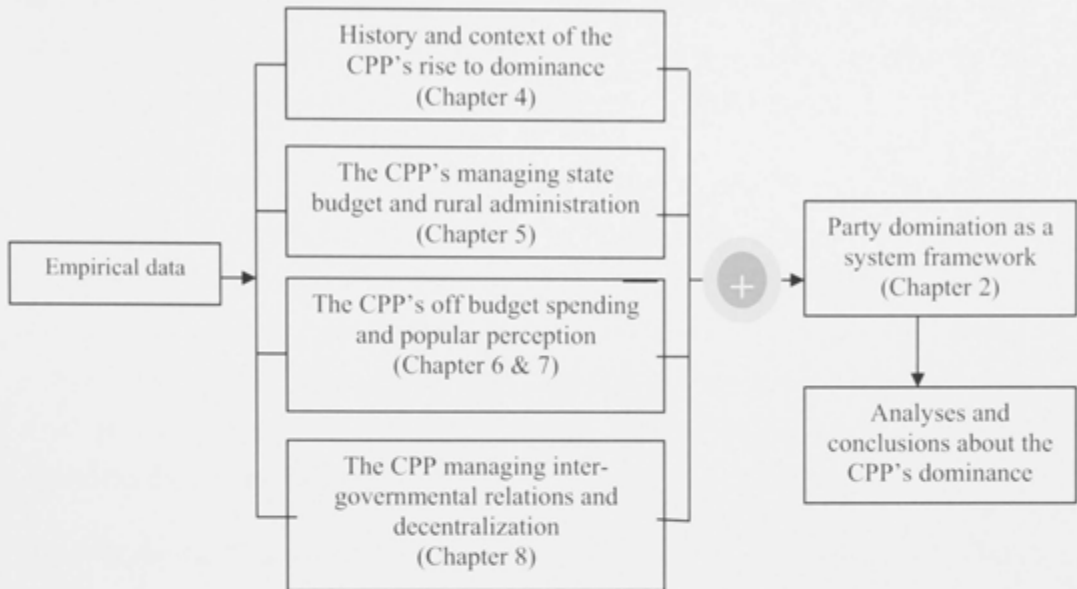 History and context of the
CPP's rise to dominance
(Chapter 4)
The CPP's managing state
budget and rural administration
(Chapter 5)
Empirical data
The CPP's off budget spending
and popular perception
(Chapter 6 & 7)
The CPP managing inter-
governmental relations and
decentralization
(Chapter 8)
+
Party domination as a
system framework
(Chapter 2)
Analyses and
conclusions about the
CPP's dominance